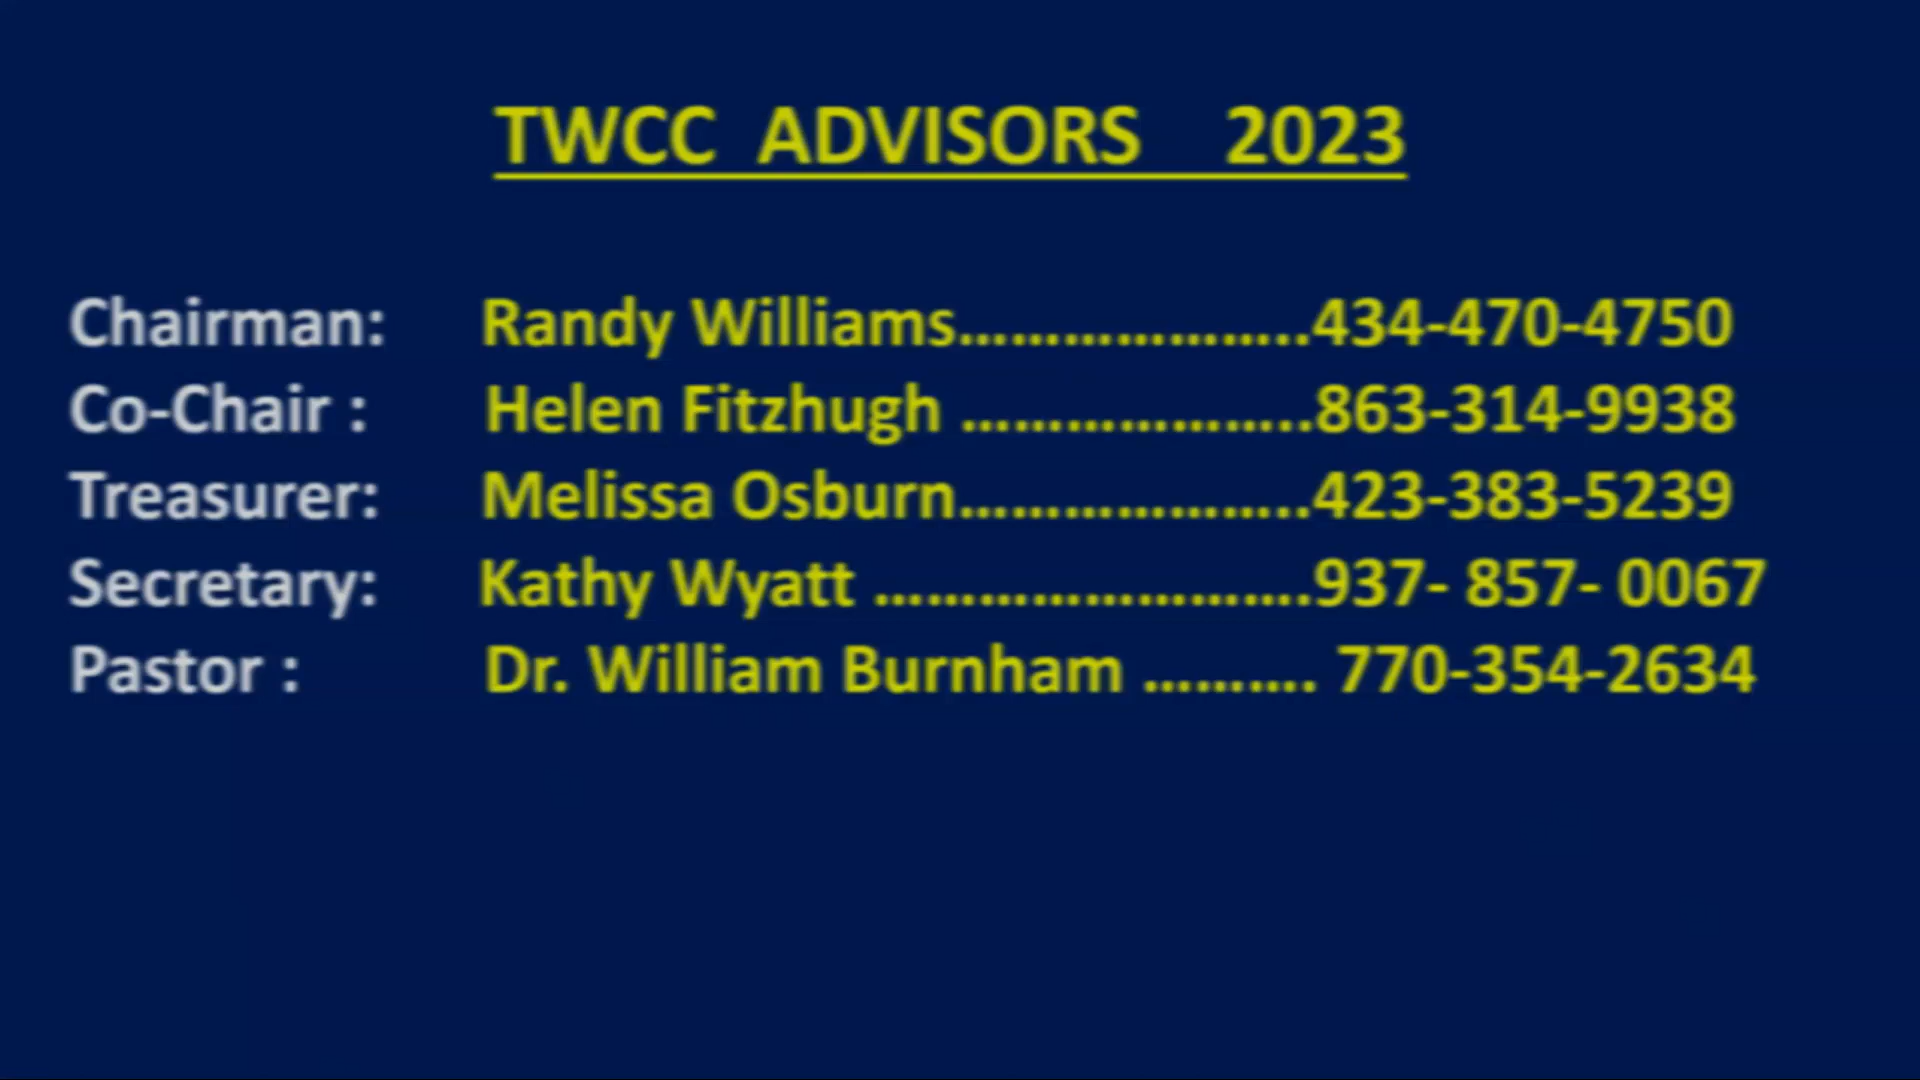 TWCC ADVISORS 2023
Chairman: Randy Williams………………..434-470-4750
Co-Chair : Helen Fitzhugh ………………..863-314-9938
Treasurer: Melissa Osburn………………..423-383-5239
Secretary: Kathy Wyatt …………………….937- 857- 0067
Pastor : Dr. William Burnham ………. 770-354-2634